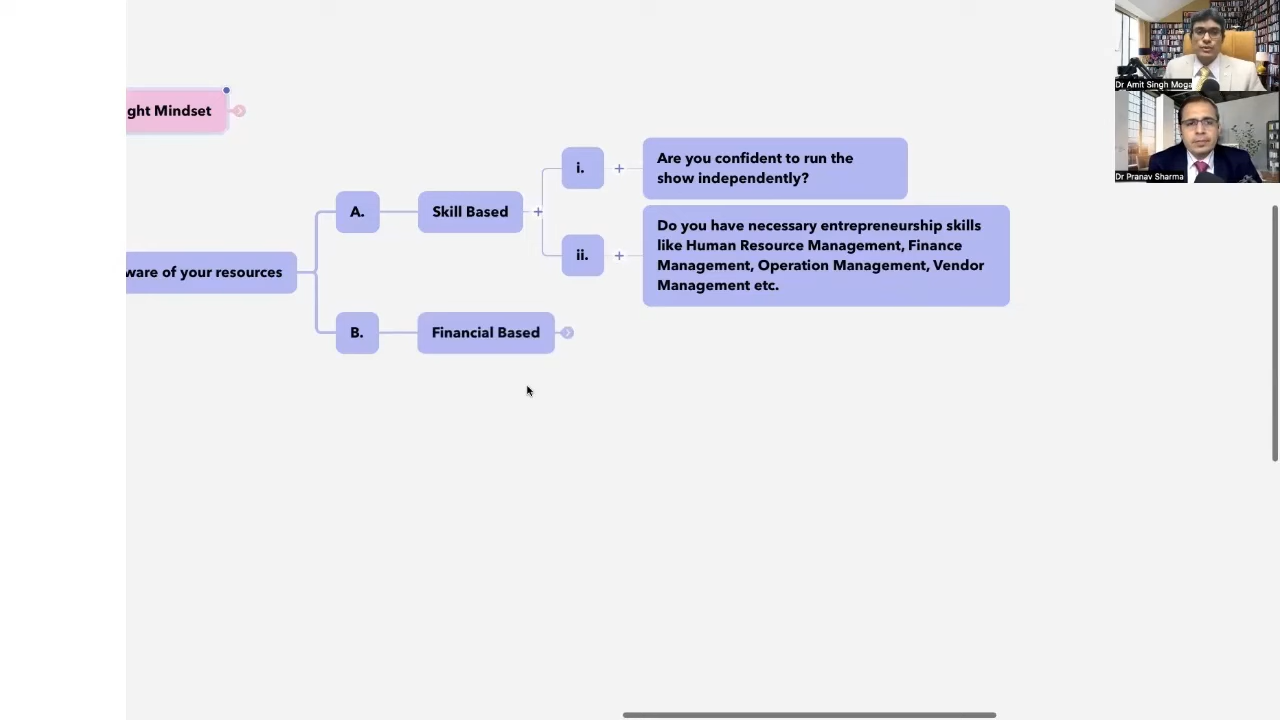 Dr Amit Singh Moga
Dr Pranav Sharma
ght Mindset
ware of your resources
A.
Skill Based
i.
Are you confident to run the
show independently?
ii.
Do you have necessary entrepreneurship skills
like Human Resource Management, Finance
Management, Operation Management, Vendor
Management etc.
B.
Financial Based